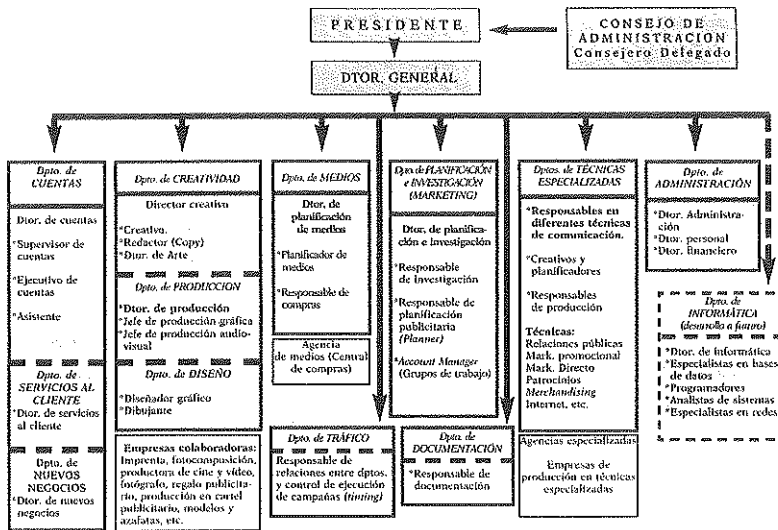 PRESIDENTE
CONSEJO DE
ADMINISTRACION
Consejero Delegado
DTOR. GENERAL
Dpto. de
CUENTAS
Dtor. de cuentas
*Supervisor de
cuentas
*Ejecutivo de
cuentas
*Asistente
Dpto. de
SERVICIOS AL
CLIENTE
*Dtor. de servicios
al cliente
Dpto. de
NUEVOS
NEGOCIOS
*Dtor. de nuevos
negocios
Dpto. de CREATIVIDAD
Director creativo
*Creativo
*Redactor (Copy)
*Dtor. de Arte
Dpto. de PRODUCCION
*Dtor. de producción
*Jefe de producción gráfica
*Jefe de producción audio-
visual
Dpto. de DISEÑO
*Diseñador gráfico
*Dibujante
Empresas colaboradoras:
Imprenta, fotocomposición,
productora de cine y vídeo,
fotógrafo, regalo publicita-
rio, producción en cartel
publicitario, modelos y
azafatas, etc.
Dpto. de MEDIOS
Dtor. de
planificación
de medios
*Planificador de
medios
*Responsable de
compras
Agencia
de medios (Central
de compras)
Dpto. de TRÁFICO
Responsable de
relaciones entre dptos.
y control de ejecución
de campañas (timing)
Dpto de PLANIFICACIÓN
e INVESTIGACIÓN
(MARKETING)
Dtor. de planifica-
ción e investigación
*Responsable
de investigación
*Responsable de
planificación
publicitaria
(Planner)
*Account Manager
(Grupos de trabajo)
Dpto. de
DOCUMENTACIÓN
*Responsable de
documentación
Dptos. de TÉCNICAS
ESPECIALIZADAS
*Responsables en
diferentes técnicas
de comunicación.
*Creativos y
planificadores
*Responsables
de producción
Técnicas:
Relaciones públicas
Mark. promocional
Mark. Directo
Patrocinios
Merchandising
Internet, etc.
Agencias especializadas
Empresas de
producción en técnicas
especializadas
Dpto. de
ADMINISTRACIÓN
*Dtor. Administra-
ción
*Dtor. personal
*Dtor. financiero
Dpto. de
INFORMÁTICA
(desarrollo a futuro)
*Dtor. de informática
*Especialistas en bases
de datos
*Programadores
*Analistas de sistemas
*Especialistas en redes